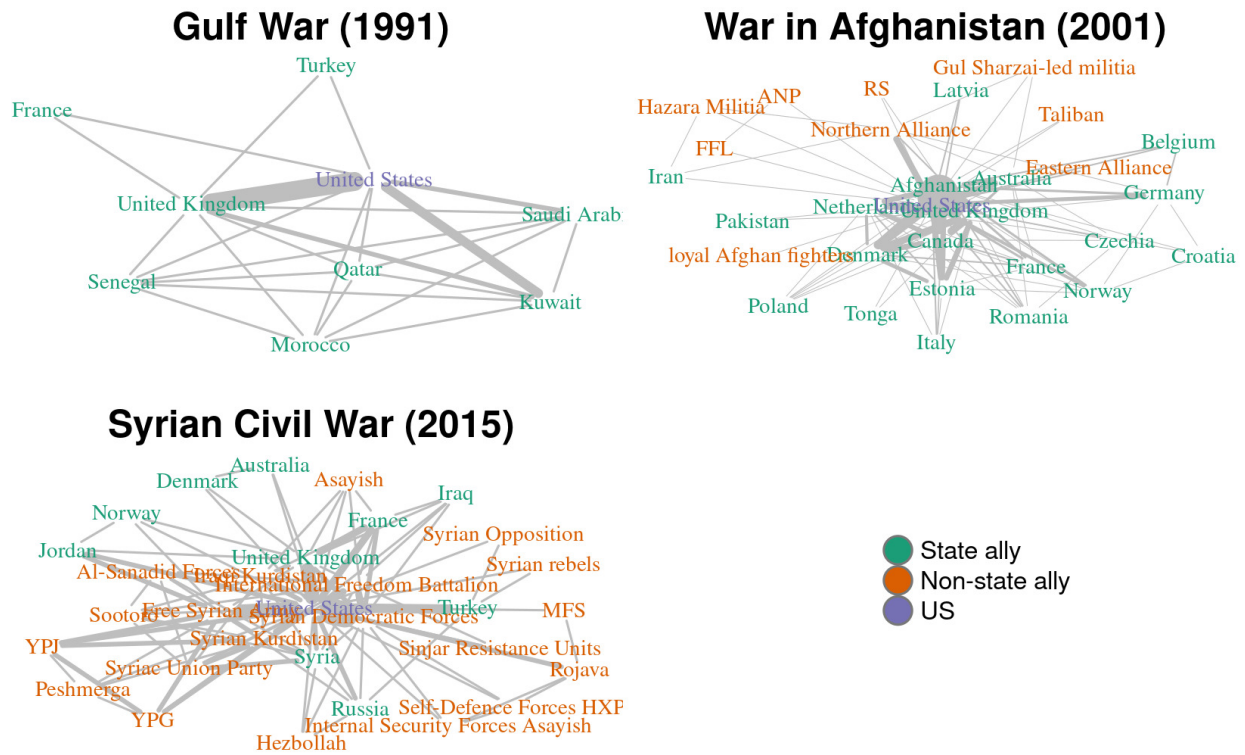 Gulf War (1991)
Turkey
France
United States
United Kingdom
Saudi Arab
Qatar
Senegal
Kuwait
Morocco
War in Afghanistan (2001)
Gul Sharzai-led militia
RS
Latvia
ANP
Hazara Militia
Taliban
Northern Alliance
Belgium
FFL
Eastern Alliance
Iran
Australia
Afghanistan
Germany
Netherland
United States
United Kingdom
Pakistan
Canada
Czechia
loyal Afghan fighters
Denmark
Croatia
France
Estonia
Norway
Poland
Tonga
Romania
Italy
Syrian Civil War (2015)
Australia
Denmark
Asayish
Iraq
Norway
France
Syrian Opposition
Jordan
United Kingdom
Syrian rebels
Al-Sanadid Forces
Iraqi Kurdistan
International Freedom Battalion
Sootoro
Free Syrian Army
United States
Turkey
MFS
Syrian Democratic Forces
Syrian Kurdistan
YPJ
Sinjar Resistance Units
Syria
Syriac Union Party
Rojava
Peshmerga
Russia
Self-Defence Forces HXP
YPG
Internal Security Forces Asayish
Hezbollah
State ally
Non-state ally
US